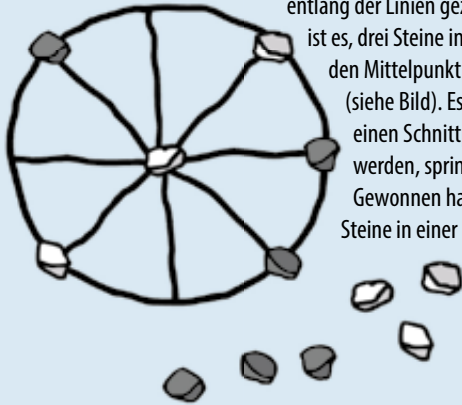 entlang der Linien
ist es, drei Steine in
den Mittelpunkt
(siehe Bild). Es
einen Schnitt
werden, sprin
Gewonnen ha
Steine in einer